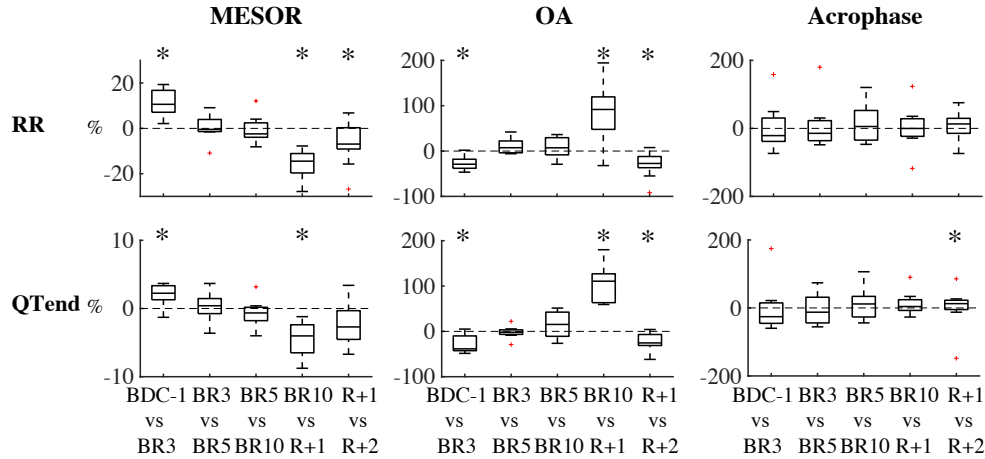 MESOR OA Acrophase
* * * * * *
20 200 200
100
RR % 0 0 0
-20
-100 -200
* * * * * *
10 200 200
100
QTend % 0 0 0
-10 -100 -200
BDC-1 BR3 BR5 BR10 R+1 BDC-1 BR3 BR5 BR10 R+1 BDC-1 BR3 BR5 BR10 R+1
vs vs vs vs vs vs vs vs vs vs vs vs vs vs vs
BR3 BR5 BR10 R+1 R+2 BR3 BR5 BR10 R+1 R+2 BR3 BR5 BR10 R+1 R+2